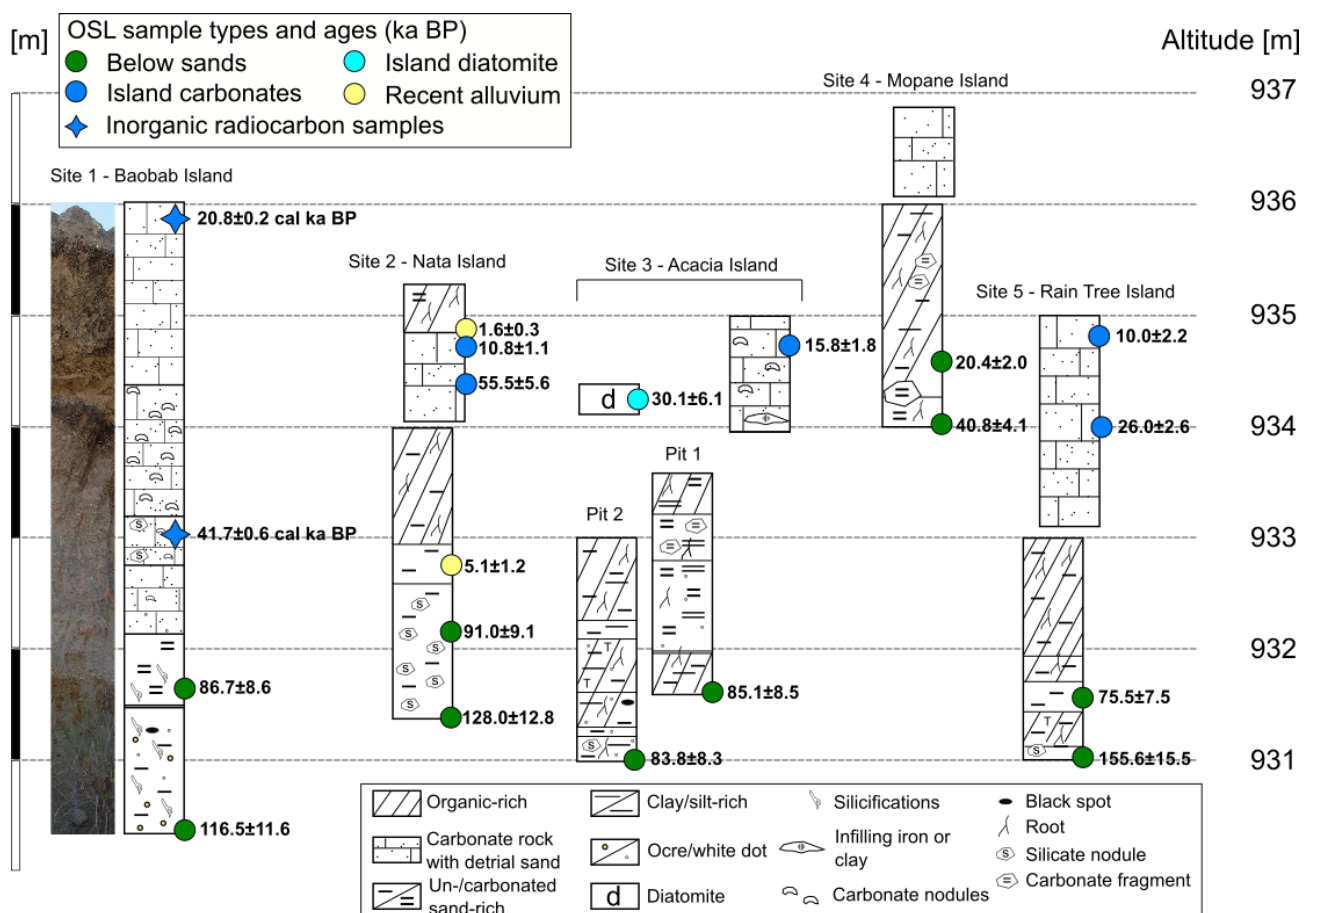 [m]
OSL sample types and ages (ka BP)
Below sands
Island diatomite
Island carbonates
Recent alluvium
Inorganic radiocarbon samples
Altitude [m]
937
936
935
934
933
932
931
Site 1 - Baobab Island
20.8±0.2 cal ka BP
41.7±0.6 cal ka BP
86.7±8.6
116.5±11.6
S
S
Site 2 - Nata Island
1.6±0.3
10.8±1.1
55.5±5.6
5.1±1.2
91.0±9.1
128.0±12.8
S
S
S
S
S
Site 3 - Acacia Island
d
30.1±6.1
15.8±1.8
Pit 2
T
T
S
83.8±8.3
Pit 1
85.1±8.5
Site 4 - Mopane Island
20.4±2.0
40.8±4.1
Site 5 - Rain Tree Island
10.0±2.2
26.0±2.6
75.5±7.5
T
S
155.6±15.5
Organic-rich
Carbonate rock
with detrial sand
Un-/carbonated
sand-rich
Clay/silt-rich
Ocre/white dot
d
Diatomite
Silicifications
Infilling iron or
clay
Carbonate nodules
Black spot
Root
S
Silicate nodule
Carbonate fragment